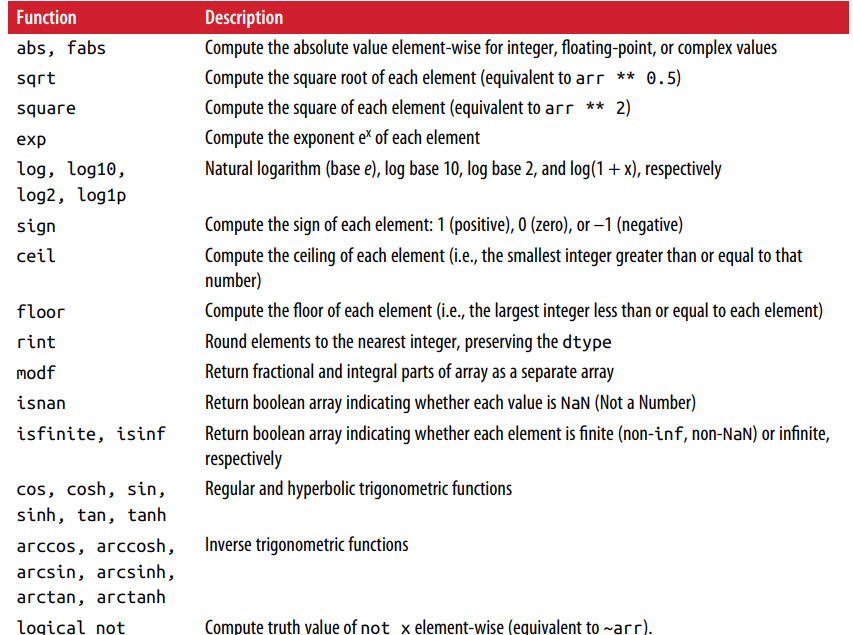 Function Description
abs, fabs Compute the absolute value element-wise for integer, floating-point, or complex values
sqrt Compute the square root of each element (equivalent to arr ** 0.5)
square Compute the square of each element (equivalent to arr ** 2)
exp Compute the exponent eˣ of each element
log, log10, Natural logarithm (base e), log base 10, log base 2, and log(1 + x), respectively
log2, log1p
sign Compute the sign of each element: 1 (positive), 0 (zero), or –1 (negative)
ceil Compute the ceiling of each element (i.e., the smallest integer greater than or equal to that
number)
floor Compute the floor of each element (i.e., the largest integer less than or equal to each element)
rint Round elements to the nearest integer, preserving the dtype
modf Return fractional and integral parts of array as a separate array
isnan Return boolean array indicating whether each value is NaN (Not a Number)
isfinite, isinf Return boolean array indicating whether each element is finite (non-inf, non-NaN) or infinite,
respectively
cos, cosh, sin, Regular and hyperbolic trigonometric functions
sinh, tan, tanh
arccos, arccosh, Inverse trigonometric functions
arcsin, arcsinh,
arctan, arctanh
logical_not Compute truth value of not x element-wise (equivalent to ~arr).